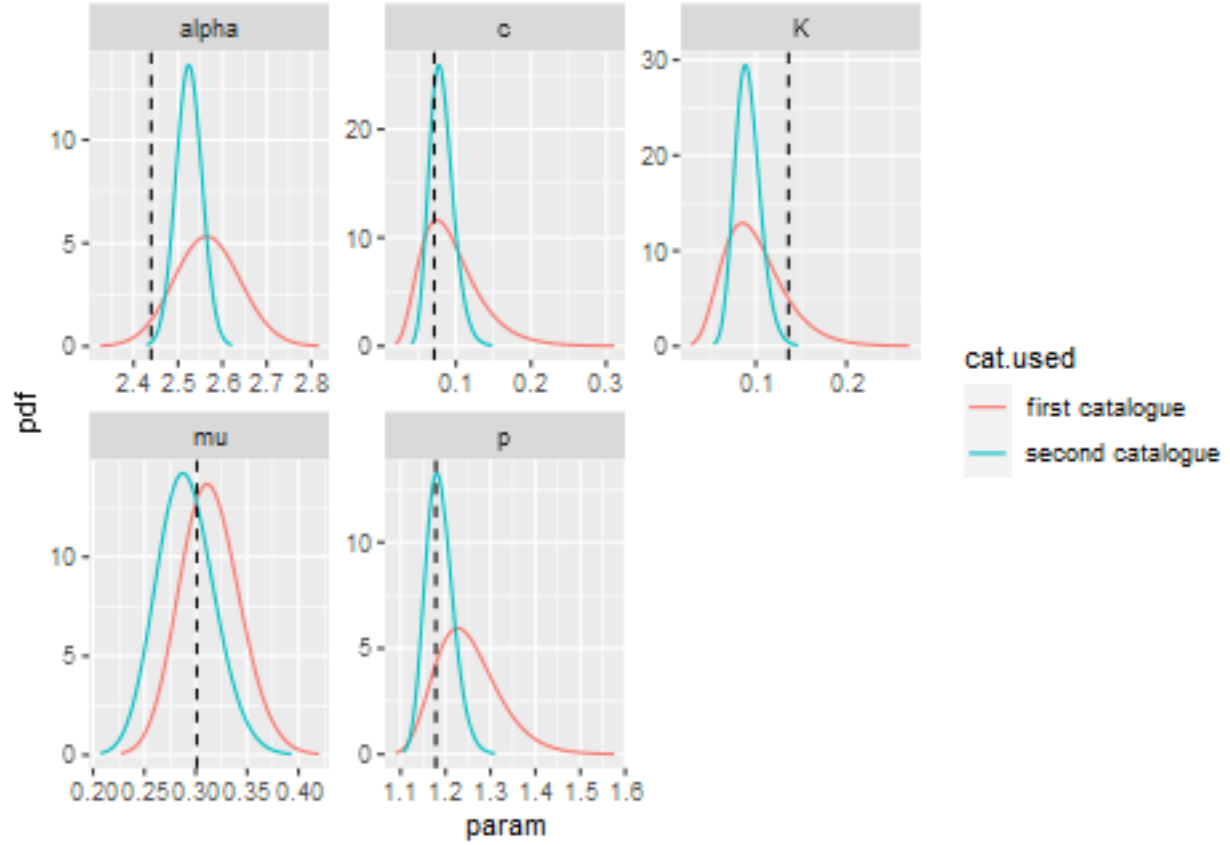 alpha
c
K
10
5
0
2.4 2.5 2.6 2.7 2.8
20
10
0
0.1 0.2 0.3
30
20
10
0
0.1 0.2
mu
p
10
5
0
0.20 0.25 0.30 0.35 0.40
10
5
0
1.1 1.2 1.3 1.4 1.5 1.6
pdf
param
cat.used
first catalogue
second catalogue